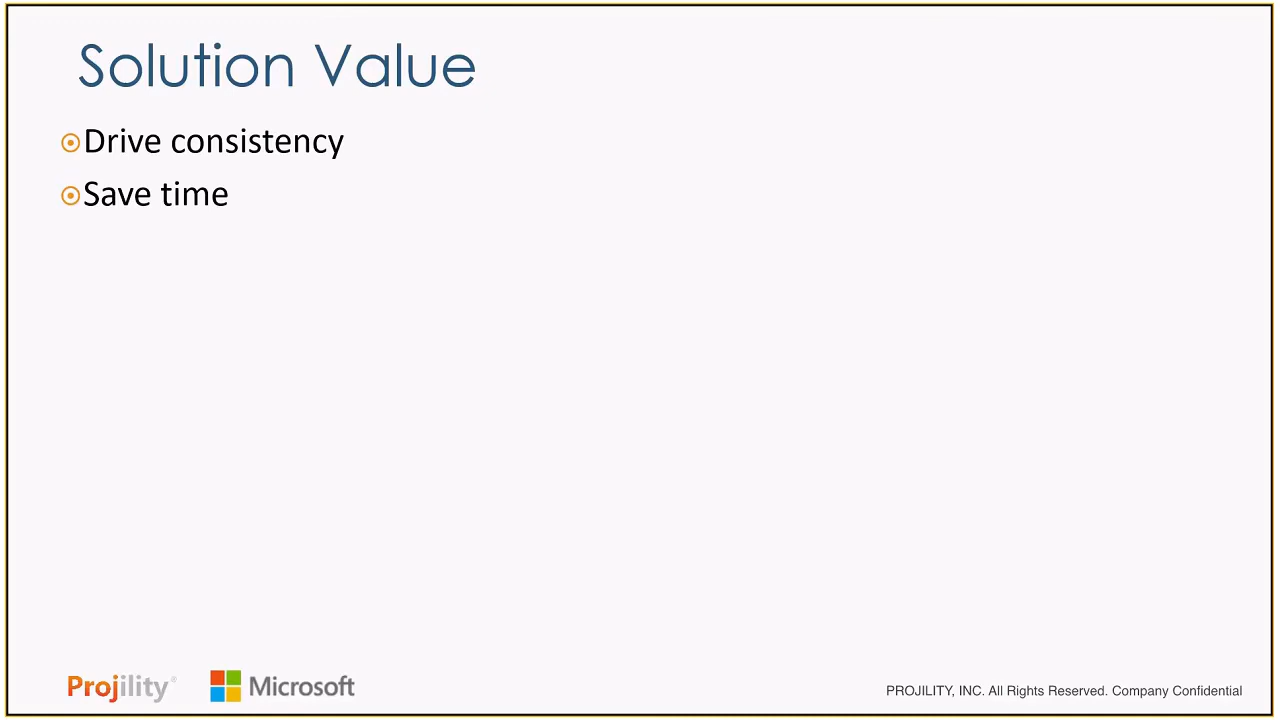 Solution Value
Drive consistency
Save time
Projility®
Microsoft
PROJILITY, INC. All Rights Reserved. Company Confidential